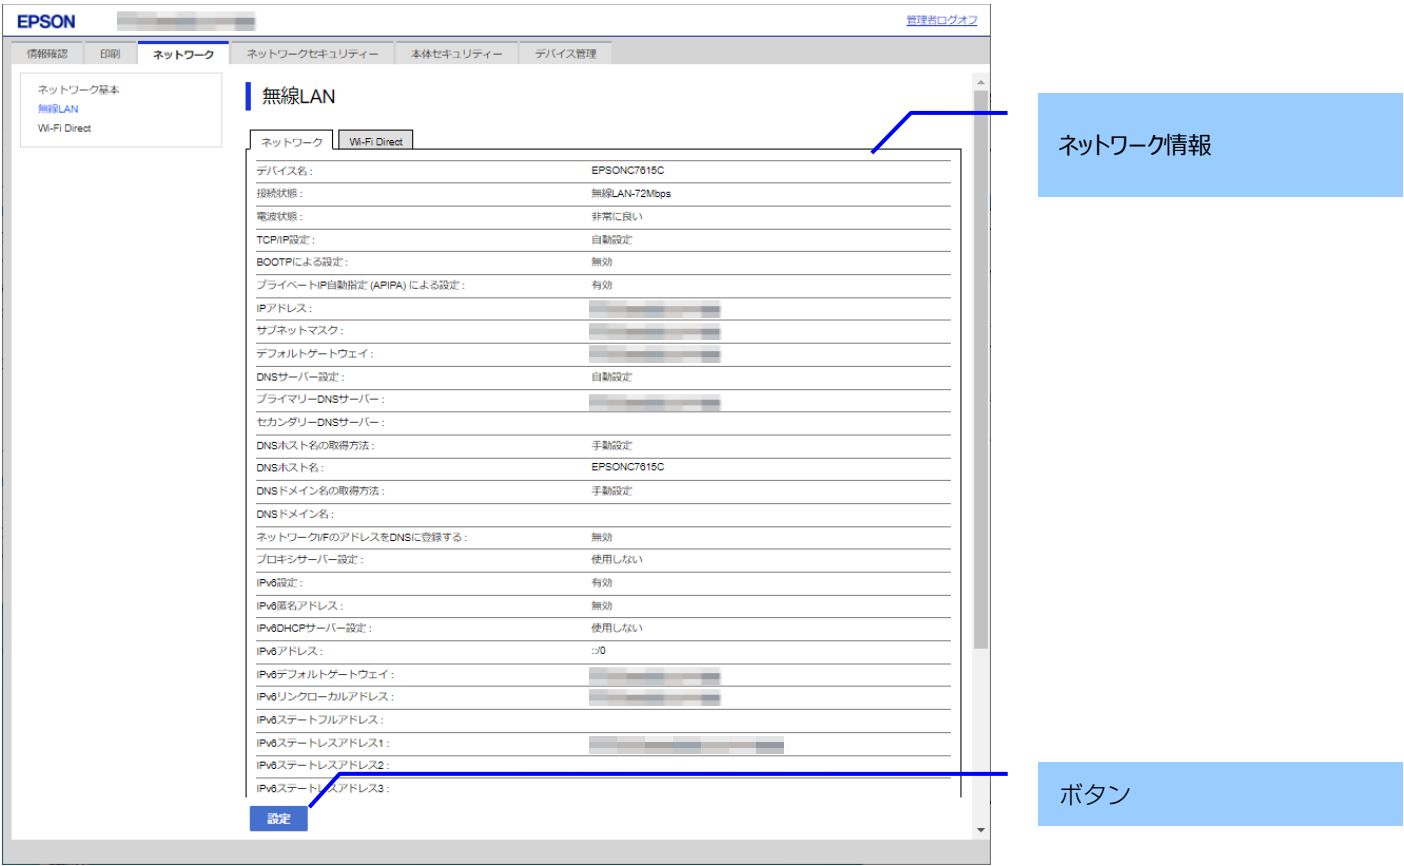 EPSON
管理者ログオフ
情報確認 印刷 ネットワーク ネットワークセキュリティー 本体セキュリティー デバイス管理
ネットワーク基本
無線LAN
Wi-Fi Direct
無線LAN
ネットワーク Wi-Fi Direct
デバイス名 : EPSONC7615C
接続状態 : 無線LAN-72Mbps
電波状態 : 非常に良い
TCP/IP設定 : 自動設定
BOOTPによる設定 : 無効
プライベートIP自動指定 (APIPA) による設定 : 有効
IPアドレス :
サブネットマスク :
デフォルトゲートウェイ :
DNSサーバー設定 : 自動設定
プライマリーDNSサーバー :
セカンダリーDNSサーバー :
DNSホスト名の取得方法 : 手動設定
DNSホスト名 : EPSONC7615C
DNSドメイン名の取得方法 : 手動設定
DNSドメイン名 :
ネットワークI/FのアドレスをDNSに登録する : 無効
プロキシサーバー設定 : 使用しない
IPv6設定 : 有効
IPv6匿名アドレス : 無効
IPv6DHCPサーバー設定 : 使用しない
IPv6アドレス : ::/0
IPv6デフォルトゲートウェイ :
IPv6リンクローカルアドレス :
IPv6ステートフルアドレス :
IPv6ステートレスアドレス1 :
IPv6ステートレスアドレス2 :
IPv6ステートレスアドレス3 :
設定
ネットワーク情報
ボタン